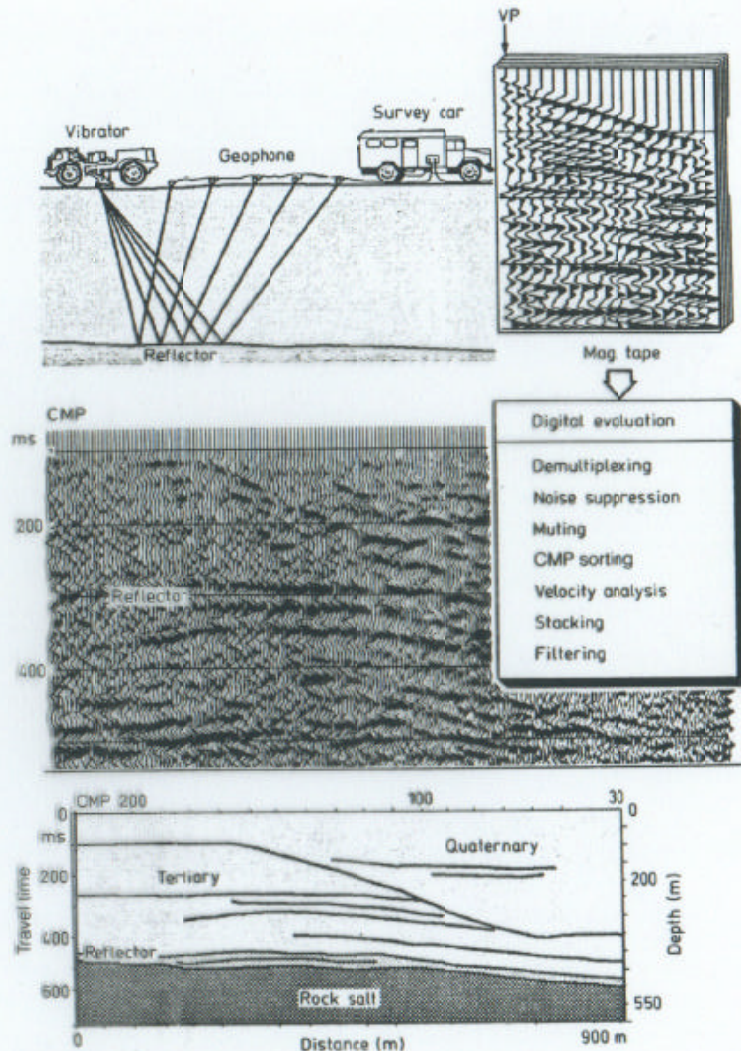 VP
Survey car
Vibrator
Geophone
Reflector
Mag tape
Digital evaluation
Demultiplexing
Noise suppression
Muting
CMP sorting
Velocity analysis
Stacking
Filtering
CMP
ms
200
Reflector
400
CMP 200 100 30
0 0
ms
Quaternary
Tertiary
200 200
400
Reflector
600 550
Rock salt
Travel time
Depth (m)
0 Distance (m) 900 m